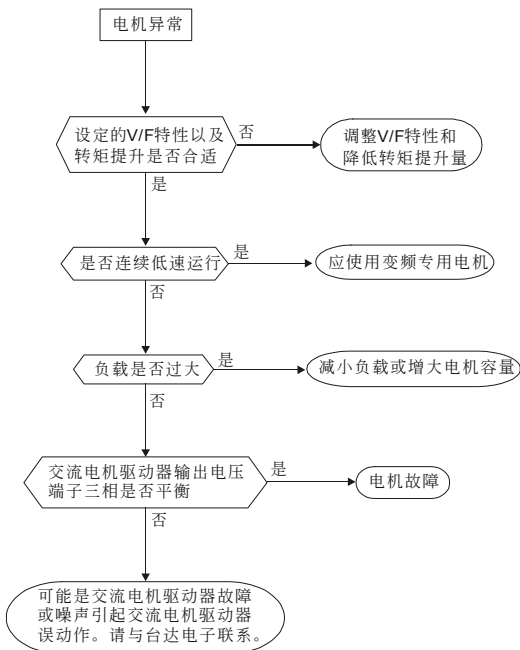 电机异常
设定的V/F特性以及
转矩提升是否合适
否
调整V/F特性和
降低转矩提升量
是
是否连续低速运行
是
应使用变频专用电机
否
负载是否过大
是
减小负载或增大电机容量
否
交流电机驱动器输出电压
端子三相是否平衡
是
电机故障
否
可能是交流电机驱动器故障
或噪声引起交流电机驱动器
误动作。请与台达电子联系。